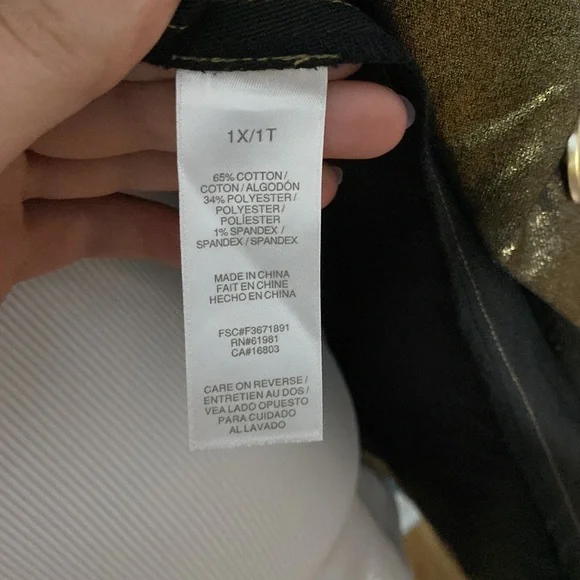 1X/1T
65% COTTON/
COTON/ALGODÓN
34% POLYESTER/
POLYESTER/
POLIÉSTER
1% SPANDEX/
SPANDEX/SPANDEX
MADE IN CHINA
FAIT EN CHINE
HECHO EN CHINA
FSC#F3671891
RN#61981
CA#16803
CARE ON REVERSE/
ENTRETIEN AU DOS/
VEA LADO OPUESTO
PARA CUIDADO
AL LAVADO